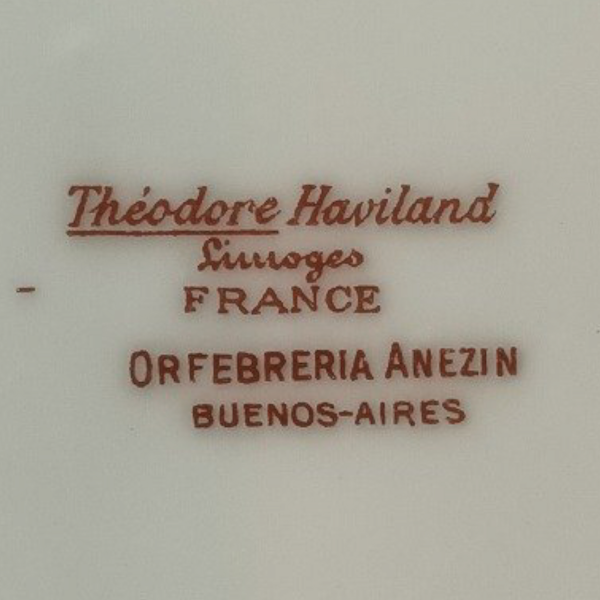 Théodore Haviland
Limoges
FRANCE
ORFEBRERIA ANEZIN
BUENOS-AIRES